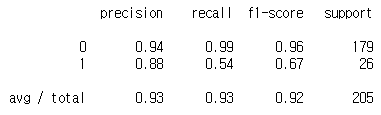 precision recall f1-score support
0 0.94 0.99 0.96 179
1 0.88 0.54 0.67 26
avg / total 0.93 0.93 0.92 205